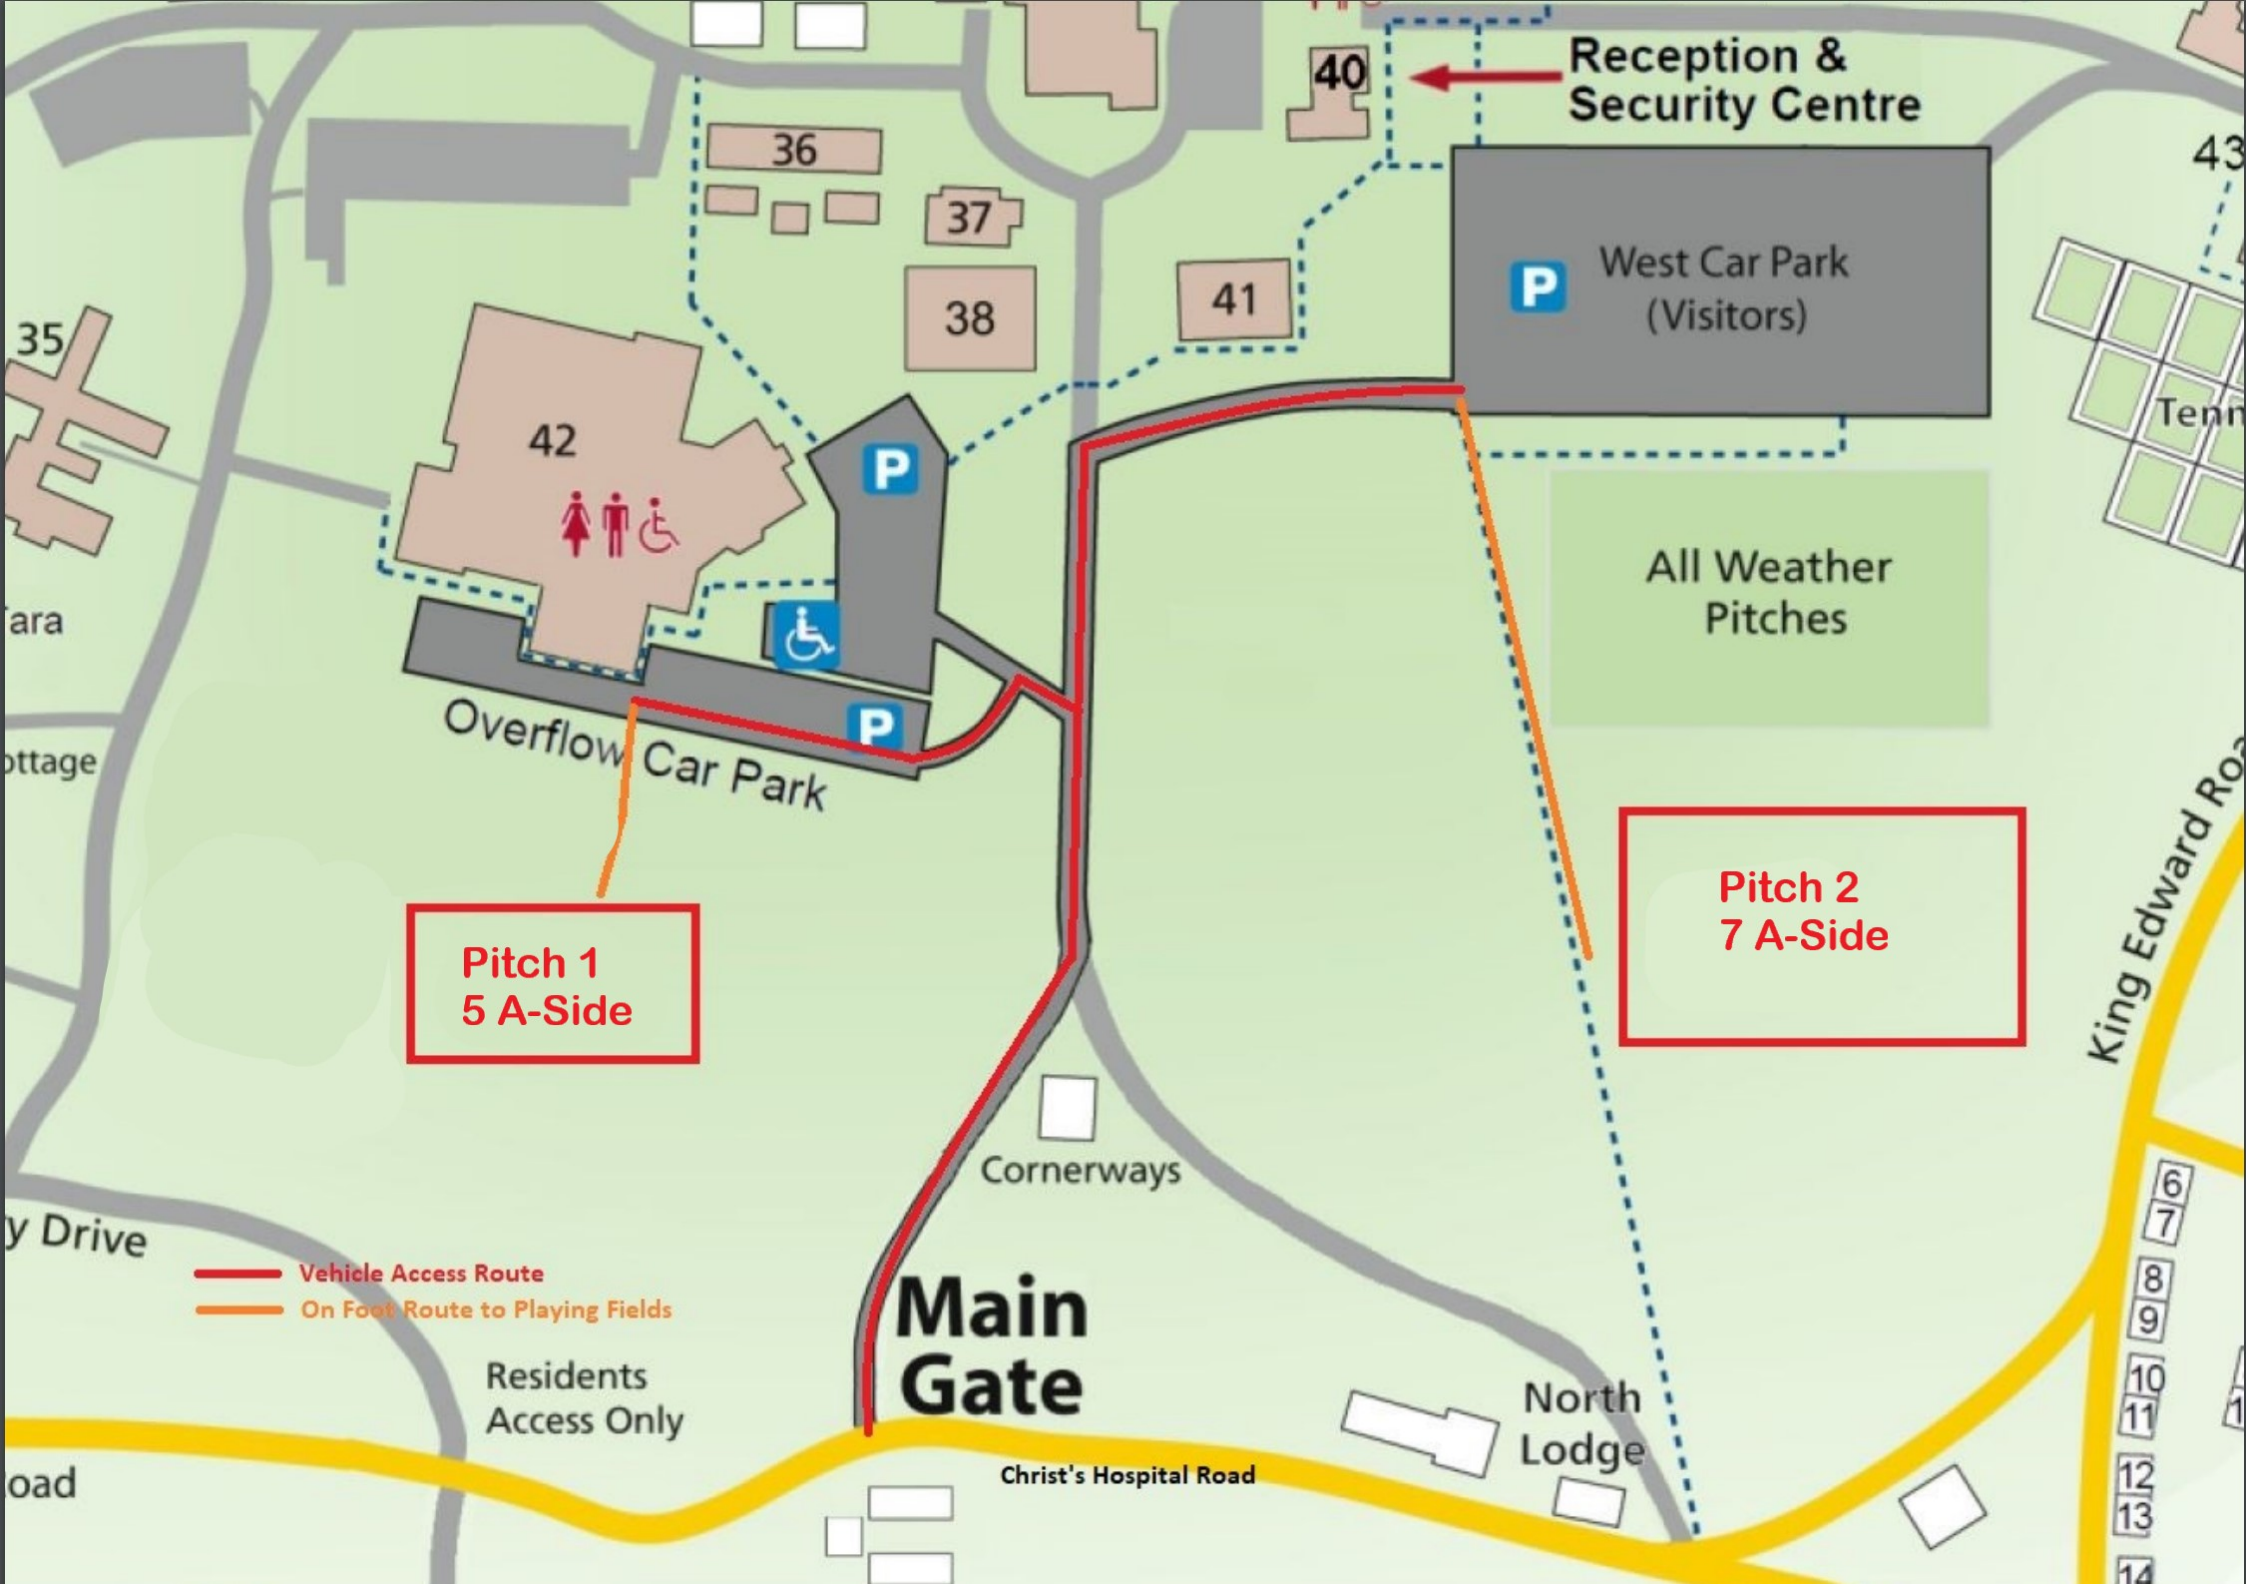 40
Reception &
Security Centre
36
37
38
41
43
P
West Car Park
(Visitors)
35
42
P
Tenn
All Weather
Pitches
ara
P
Overflow Car Park
ottage
King Edward Roa
Pitch 2
7 A-Side
Pitch 1
5 A-Side
Cornerways
6
7
y Drive
Vehicle Access Route
On Foot Route to Playing Fields
Main
Gate
8
9
Residents
Access Only
North
Lodge
10
11
1
Christ's Hospital Road
oad
12
13
14